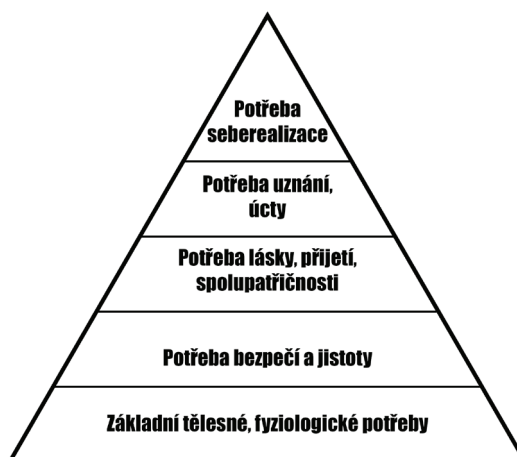 Potřeba
seberealizace
Potřeba uznání,
úcty
Potřeba lásky, přijetí,
spolupatřičnosti
Potřeba bezpečí a jistoty
Základní tělesné, fyziologické potřeby